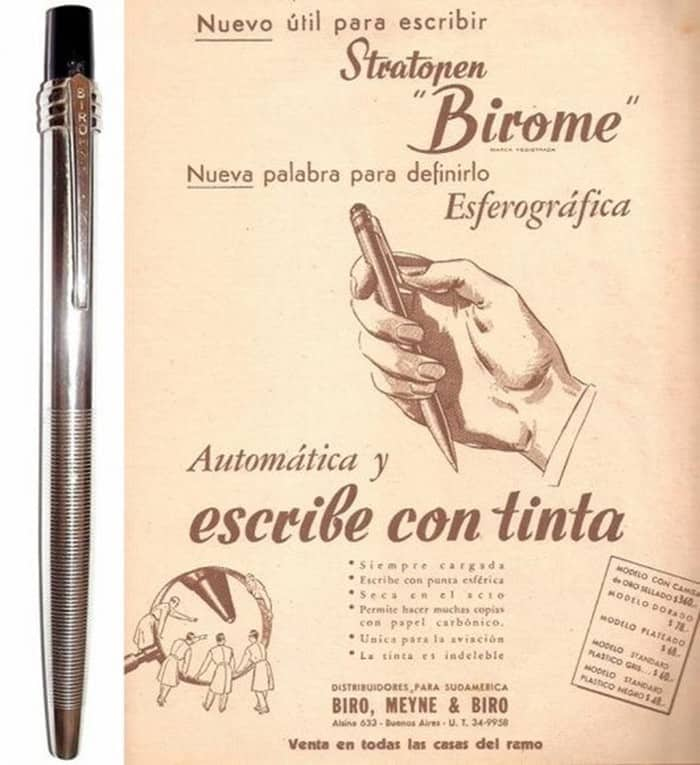 BIROME
Nuevo útil para escribir
Stratopen
"Birome"
MARCA REGISTRADA
Nueva palabra para definirlo
Esferográfica
Automática y
escribe con tinta
* Siempre cargada
* Escribe con punta esférica
* Seca en el acto
* Permite hacer muchas copias
con papel carbónico.
* Unica para la aviación
* La tinta es indeleble
MODELO CON CAMISA
de ORO SELLADO $360.-
MODELO DORADO
$ 78.-
MODELO PLATEADO
$ 68.-
MODELO STANDARD
PLASTICO GRIS... $ 60.-
MODELO STANDARD
PLASTICO NEGRO $ 48.-
DISTRIBUIDORES PARA SUDAMERICA
BIRO, MEYNE & BIRO
Alsina 633 - Buenos Aires - U. T. 34-9958
Venta en todas las casas del ramo